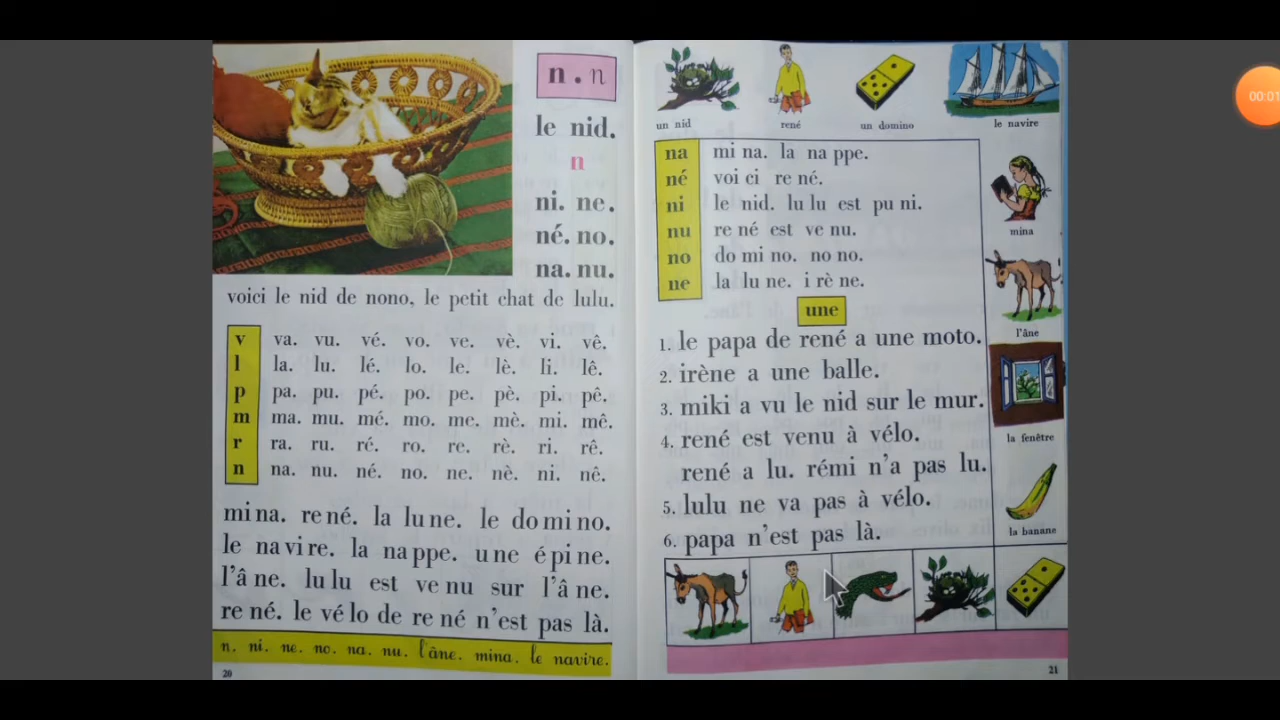 n. n
le nid.
n
ni. ne.
né. no.
na. nu.
voici le nid de nono, le petit chat de lulu.
v va. vu. vé. vo. ve. vè. vi. vê.
l la. lu. lé. lo. le. lè. li. lê.
p pa. pu. pé. po. pe. pè. pi. pê.
m ma. mu. mé. mo. me. mè. mi. mê.
r ra. ru. ré. ro. re. rè. ri. rê.
n na. nu. né. no. ne. nè. ni. nê.
mi na. re né. la lu ne. le do mi no.
le na vi re. la na ppe. u ne é pi ne.
l'â ne. lu lu est ve nu sur l'â ne.
re né. le vé lo de re né n'est pas là.
n. ni. ne. no. na. nu. l'âne. mina. le navire.
20
un nid rené un domino le navire
na mi na. la na ppe.
né voi ci re né.
ni le nid. lu lu est pu ni.
nu re né est ve nu.
no do mi no. no no.
ne la lu ne. i rè ne.
mina
l'âne
la fenêtre
la banane
une
1. le papa de rené a une moto.
2. irène a une balle.
3. miki a vu le nid sur le mur.
4. rené est venu à vélo.
rené a lu. rémi n'a pas lu.
5. lulu ne va pas à vélo.
6. papa n'est pas là.
21
00:01